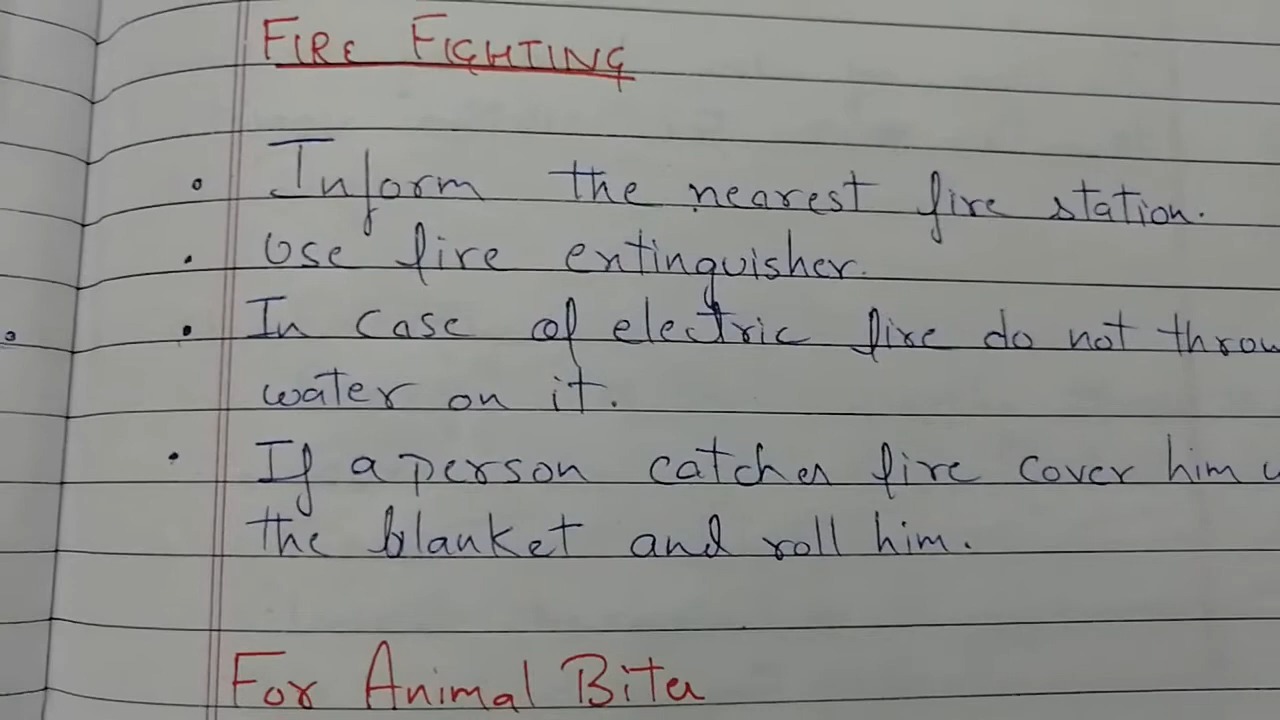 FIRE FIGHTING
Inform the nearest fire station.
Use fire extinguisher.
In case of electric fire do not throw
water on it.
If a person catches fire cover him
the blanket and roll him.
For Animal Bites